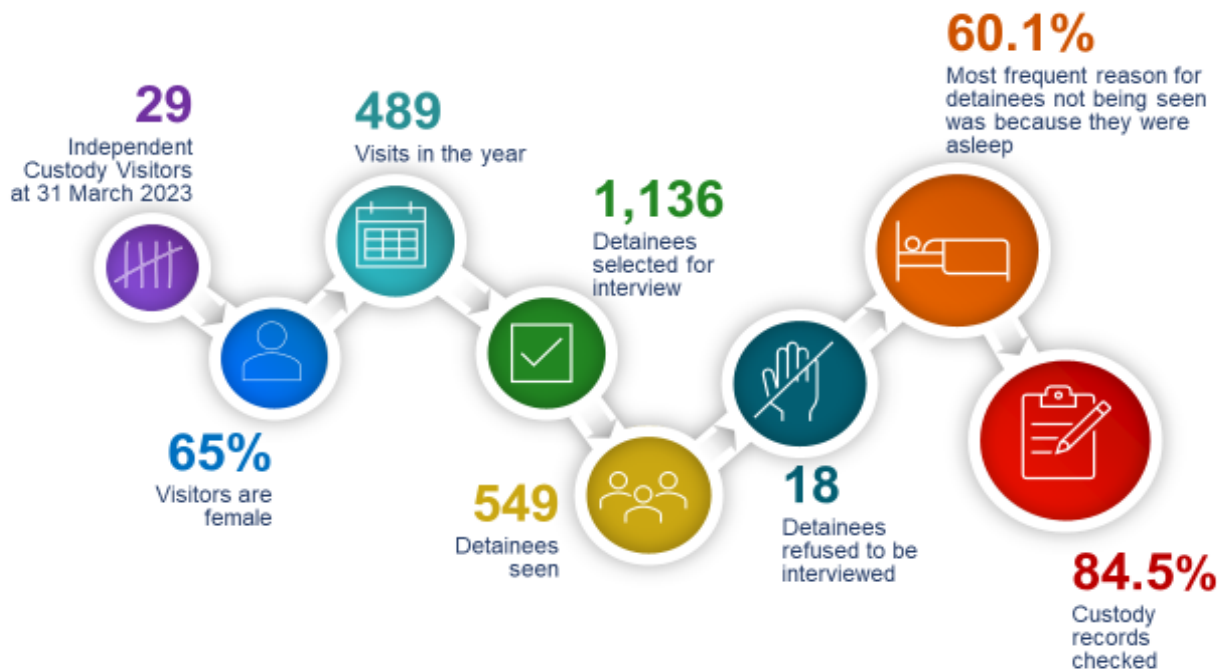 29
Independent
Custody Visitors
at 31 March 2023
65%
Visitors are
female
489
Visits in the year
1,136
Detainees
selected for
interview
549
Detainees
seen
18
Detainees
refused to be
interviewed
60.1%
Most frequent reason for
detainees not being seen
was because they were
asleep
84.5%
Custody
records
checked